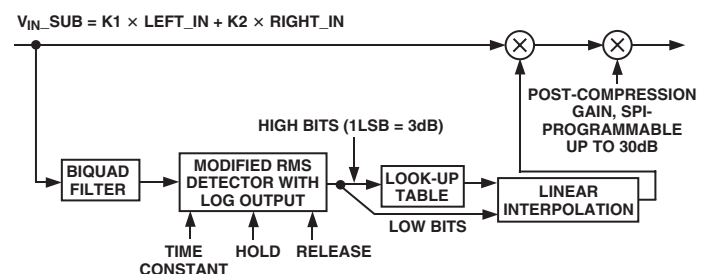 VIN_SUB = K1 × LEFT_IN + K2 × RIGHT_IN
POST-COMPRESSION
GAIN, SPI-
PROGRAMMABLE
UP TO 30dB
HIGH BITS (1LSB = 3dB)
BIQUAD
FILTER
MODIFIED RMS
DETECTOR WITH
LOG OUTPUT
LOOK-UP
TABLE
LINEAR
INTERPOLATION
LOW BITS
TIME
CONSTANT
HOLD
RELEASE